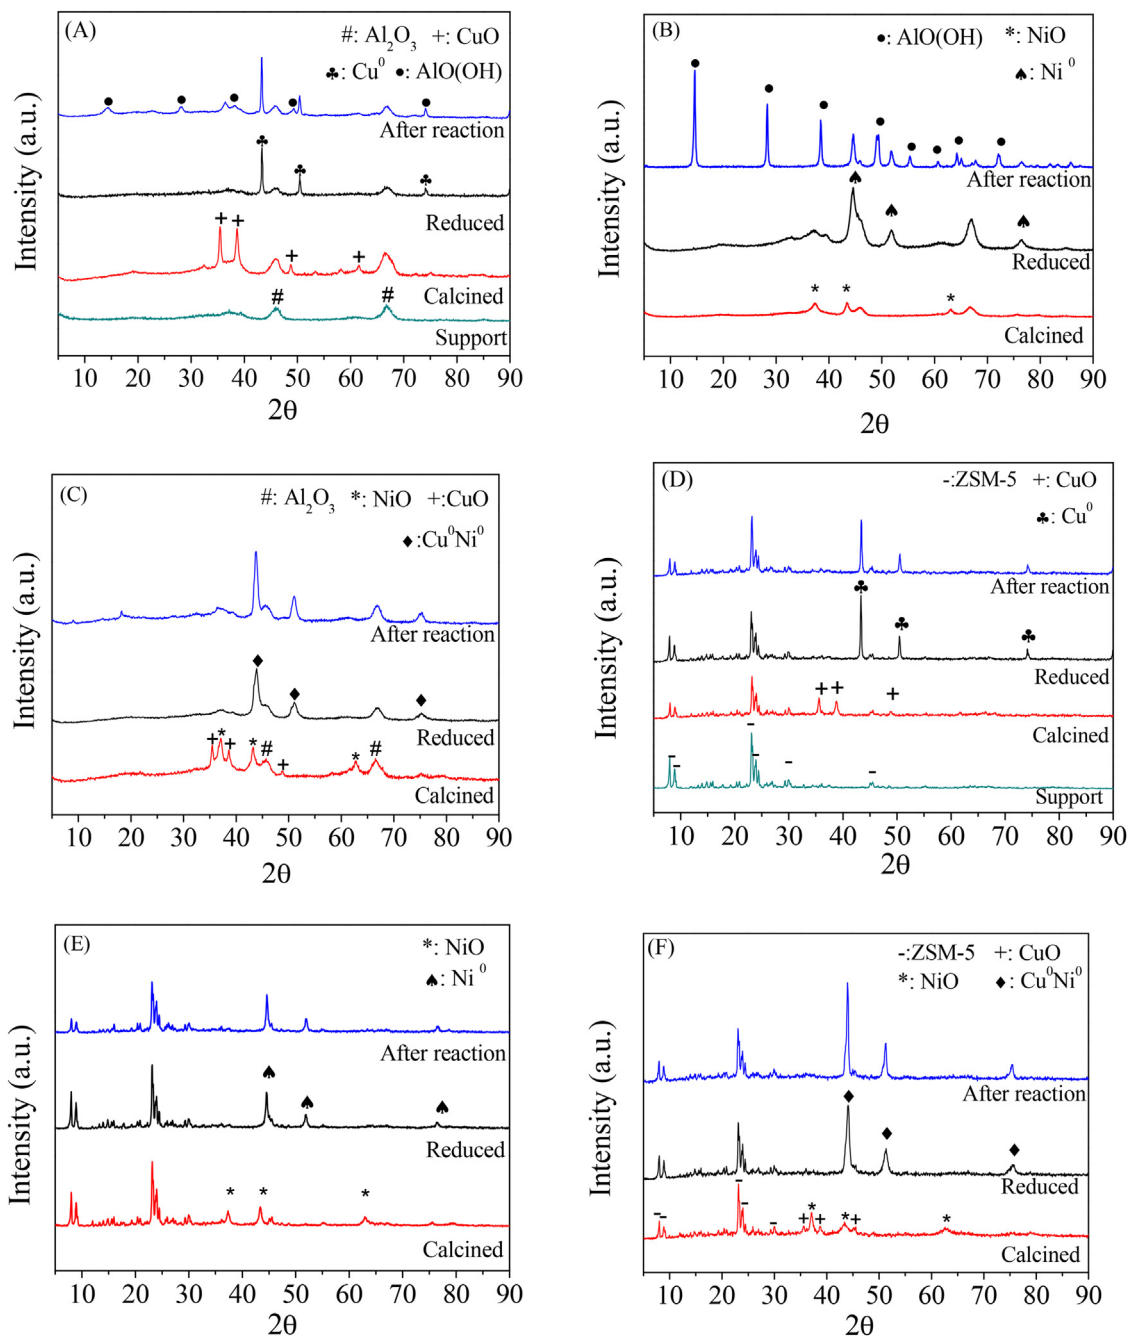 (A)
#: Al2O3 +: CuO
♣: Cu0 ●: AlO(OH)
After reaction
Reduced
Calcined
Support
Intensity (a.u.)
10 20 30 40 50 60 70 80 90
2θ
(B)
●: AlO(OH) *: NiO
♠: Ni 0
After reaction
Reduced
Calcined
Intensity (a.u.)
10 20 30 40 50 60 70 80 90
2θ
(C)
#: Al2O3 *: NiO +:CuO
♦:Cu0Ni0
After reaction
Reduced
Calcined
Intensity (a.u.)
10 20 30 40 50 60 70 80 90
2θ
(D)
-:ZSM-5 +: CuO
♣: Cu0
After reaction
Reduced
Calcined
Support
Intensity (a.u.)
10 20 30 40 50 60 70 80 90
2θ
(E)
*: NiO
♠: Ni 0
After reaction
Reduced
Calcined
Intensity (a.u.)
10 20 30 40 50 60 70 80 90
2θ
(F)
-:ZSM-5 +: CuO
*: NiO ♦: Cu0Ni0
After reaction
Reduced
Calcined
Intensity (a.u.)
10 20 30 40 50 60 70 80 90
2θ